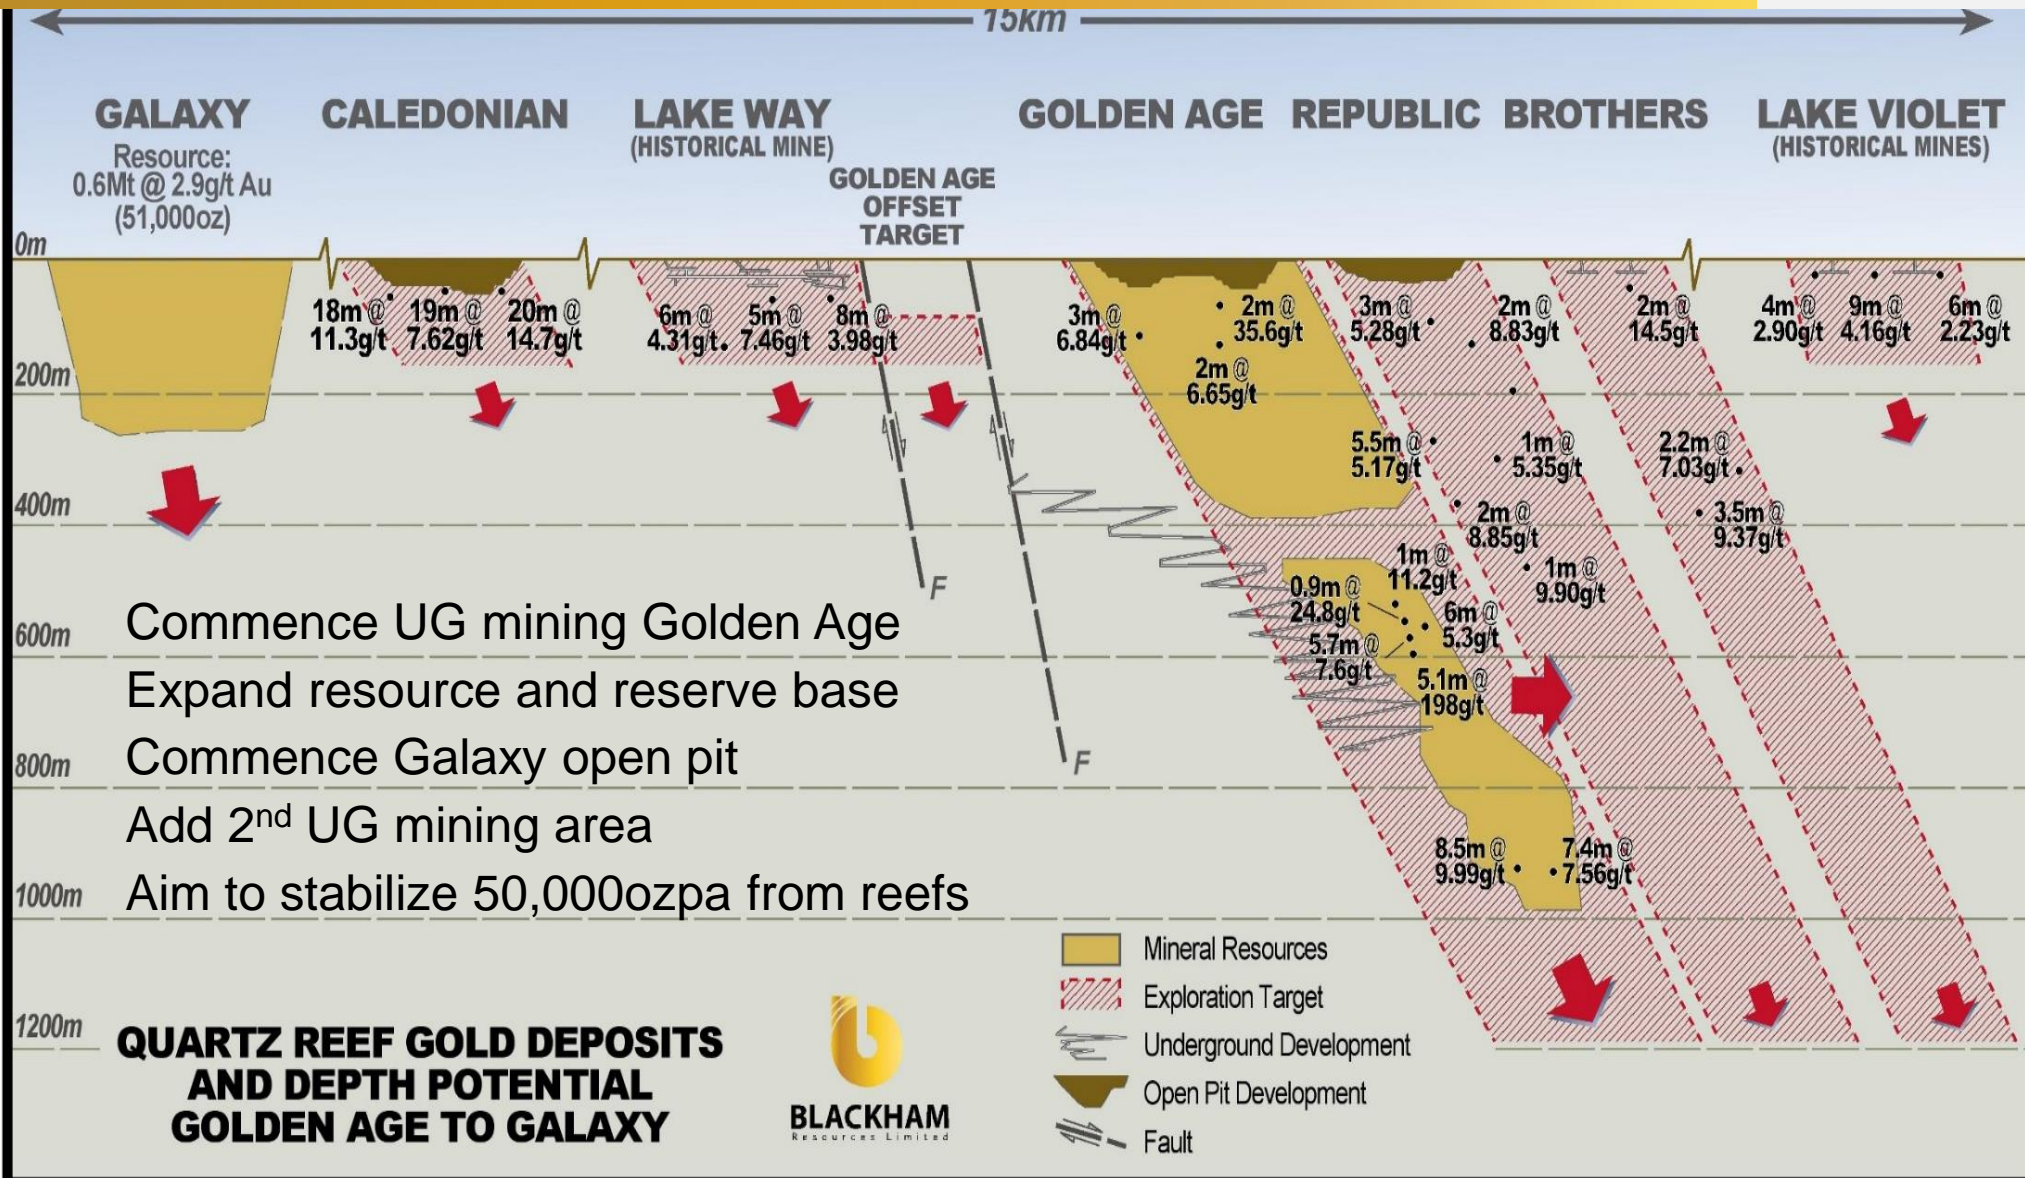 15km
GALAXY
Resource:
0.6Mt @ 2.9g/t Au
(51,000oz)
CALEDONIAN
LAKE WAY
(HISTORICAL MINE)
GOLDEN AGE
OFFSET
TARGET
GOLDEN AGE
REPUBLIC
BROTHERS
LAKE VIOLET
(HISTORICAL MINES)
0m
18m @
11.3g/t
19m @
7.62g/t
20m @
14.7g/t
6m @
4.31g/t
5m @
7.46g/t
8m @
3.98g/t
3m @
6.84g/t
2m @
35.6g/t
2m @
6.65g/t
3m @
5.28g/t
2m @
8.83g/t
2m @
14.5g/t
4m @
2.90g/t
9m @
4.16g/t
6m @
2.23g/t
200m
5.5m @
5.17g/t
1m @
5.35g/t
2.2m @
7.03g/t
400m
2m @
8.85g/t
3.5m @
9.37g/t
1m @
11.2g/t
1m @
9.90g/t
0.9m @
24.8g/t
6m @
5.3g/t
5.7m @
7.6g/t
5.1m @
198g/t
F
F
600m
800m
8.5m @
9.99g/t
7.4m @
7.56g/t
1000m
1200m
Commence UG mining Golden Age
Expand resource and reserve base
Commence Galaxy open pit
Add 2nd UG mining area
Aim to stabilize 50,000ozpa from reefs
QUARTZ REEF GOLD DEPOSITS
AND DEPTH POTENTIAL
GOLDEN AGE TO GALAXY
BLACKHAM
Resources Limited
Mineral Resources
Exploration Target
Underground Development
Open Pit Development
Fault